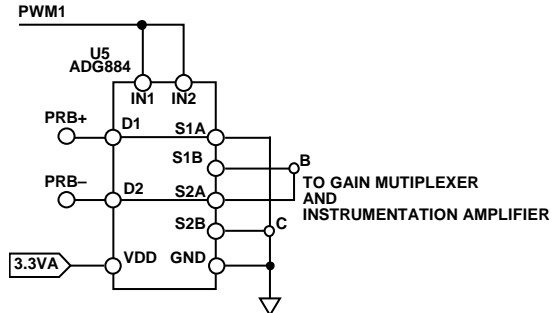 PWM1
U5
ADG884
IN1
IN2
PRB+
D1
S1A
S1B
B
PRB–
D2
S2A
TO GAIN MUTIPLEXER
AND
INSTRUMENTATION AMPLIFIER
S2B
C
3.3VA
VDD
GND